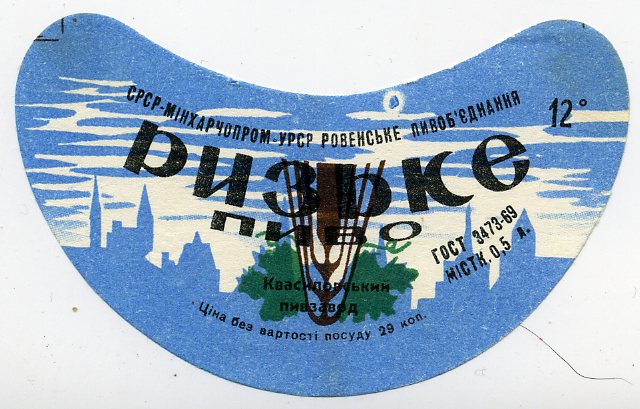 СРСР-МІНХАРЧОПРОМ-УРСР РОВЕНСЬКЕ ПИВОБ'ЄДНАННЯ
12°
ризьке
пиво
ГОСТ 3473-69
МІСТК. 0,5 л.
Квасиловський
пивзавод
Ціна без вартості посуду 29 коп.